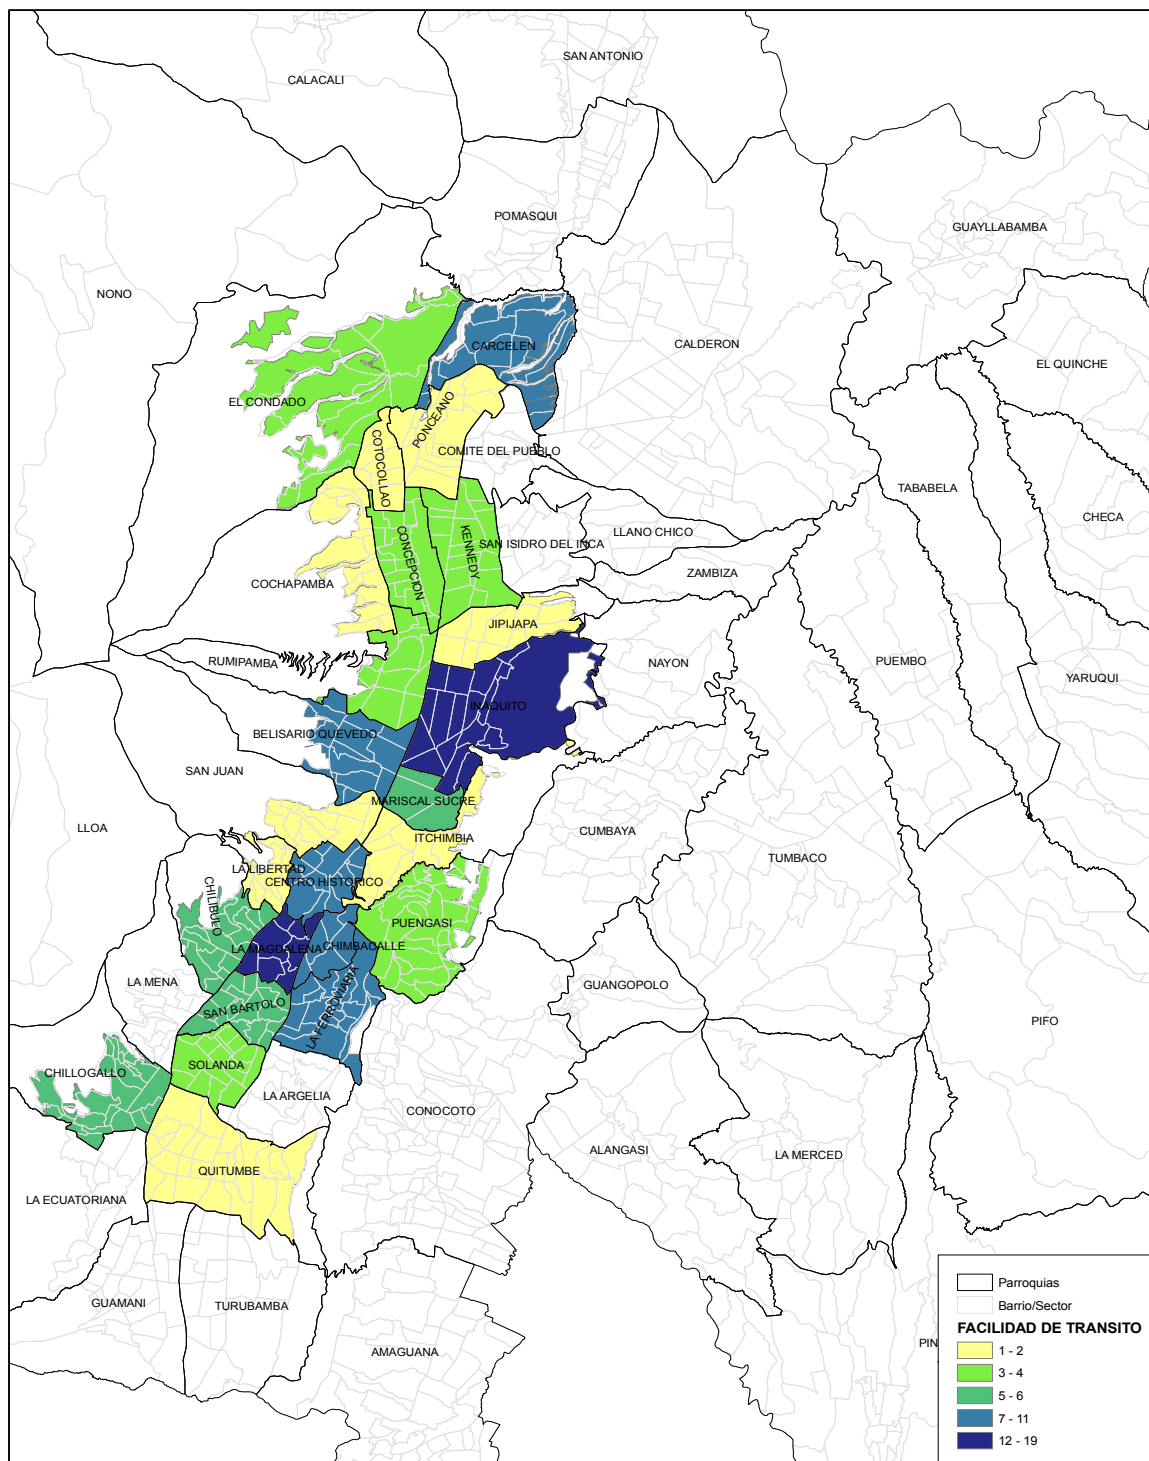 SAN ANTONIO
CALACALI
POMASQUI
GUAYLLABAMBA
NONO
CARCELEN
CALDERON
EL QUINCHE
EL CONDADO
PONCEANO
COTOCOLLAO
COMITE DEL PUEBLO
TABABELA
CHECA
LLANO CHICO
SAN ISIDRO DEL INCA
KENNEDY
CONCEPCION
ZAMBIZA
COCHAPAMBA
JIPIJAPA
RUMIPAMBA
NAYON
PUEMBO
YARUQUI
IÑAQUITO
BELISARIO QUEVEDO
SAN JUAN
MARISCAL SUCRE
LLOA
ITCHIMBIA
CUMBAYA
TUMBACO
LA LIBERTAD
CENTRO HISTORICO
CHILIBULO
PUENGASI
LA MAGDALENA
CHIMBACALLE
LA MENA
GUANGOPOLO
SAN BARTOLO
LA FERROVIARIA
PIFO
SOLANDA
CHILLOGALLO
LA ARGELIA
CONOCOTO
ALANGASI
LA MERCED
QUITUMBE
LA ECUATORIANA
GUAMANI
TURUBAMBA
AMAGUANA
PIN
Parroquias
Barrio/Sector
FACILIDAD DE TRANSITO
1 - 2
3 - 4
5 - 6
7 - 11
12 - 19